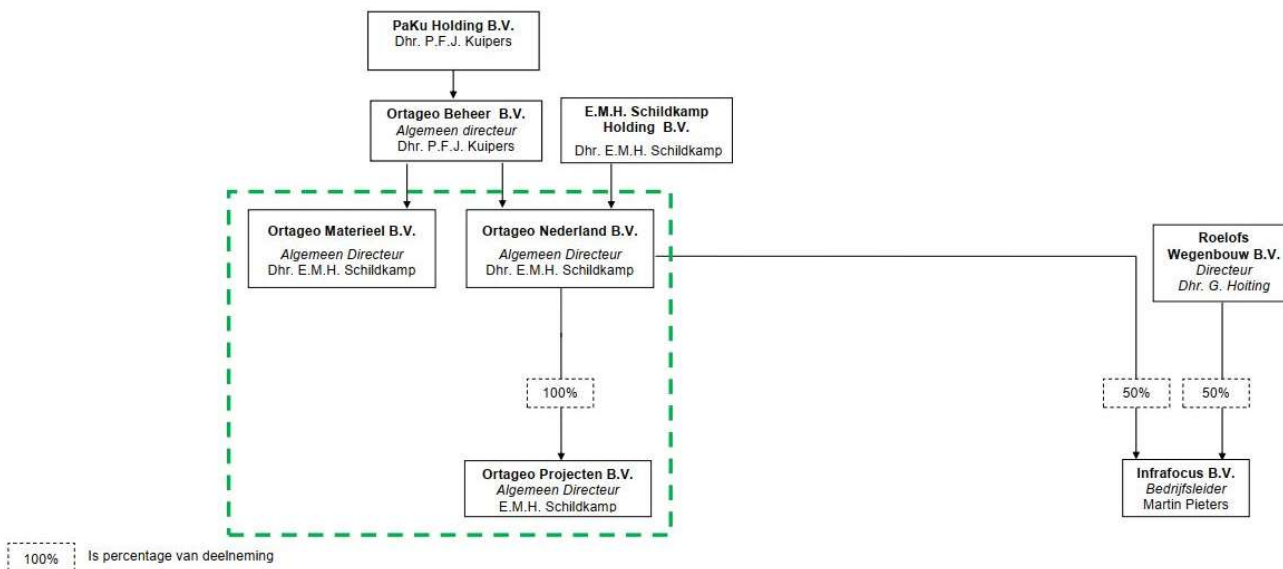 PaKu Holding B.V.
Dhr. P.F.J. Kuipers
Ortageo Beheer B.V.
Algemeen directeur
Dhr. P.F.J. Kuipers
E.M.H. Schildkamp
Holding B.V.
Dhr. E.M.H. Schildkamp
Ortageo Materieel B.V.
Algemeen Directeur
Dhr. E.M.H. Schildkamp
Ortageo Nederland B.V.
Algemeen Directeur
Dhr. E.M.H. Schildkamp
Roelofs
Wegenbouw B.V.
Directeur
Dhr. G. Hoiting
100%
50%
50%
Ortageo Projecten B.V.
Algemeen Directeur
E.M.H. Schildkamp
Infrafocus B.V.
Bedrijfsleider
Martin Pieters
100% Is percentage van deelneming